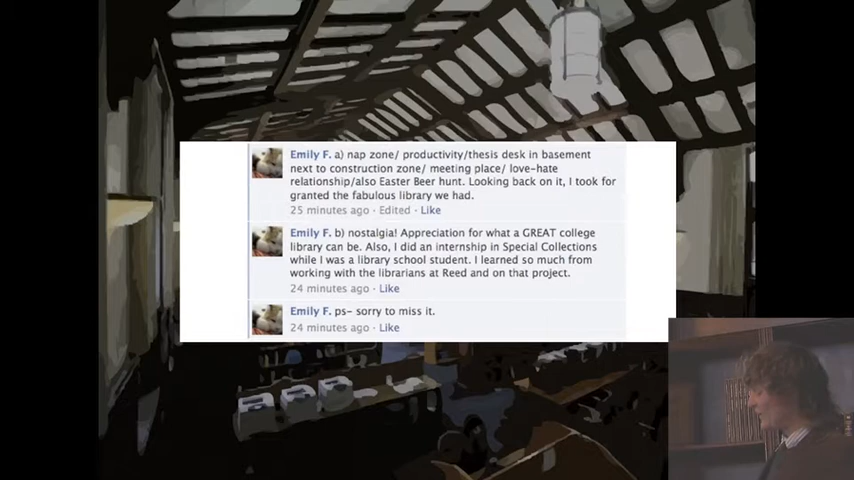 Emily F. a) nap zone/ productivity/thesis desk in basement
next to construction zone/ meeting place/ love-hate
relationship/also Easter Beer hunt. Looking back on it, I took for
granted the fabulous library we had.
25 minutes ago · Edited · Like
Emily F. b) nostalgia! Appreciation for what a GREAT college
library can be. Also, I did an internship in Special Collections
while I was a library school student. I learned so much from
working with the librarians at Reed and on that project.
24 minutes ago · Like
Emily F. ps- sorry to miss it.
24 minutes ago · Like